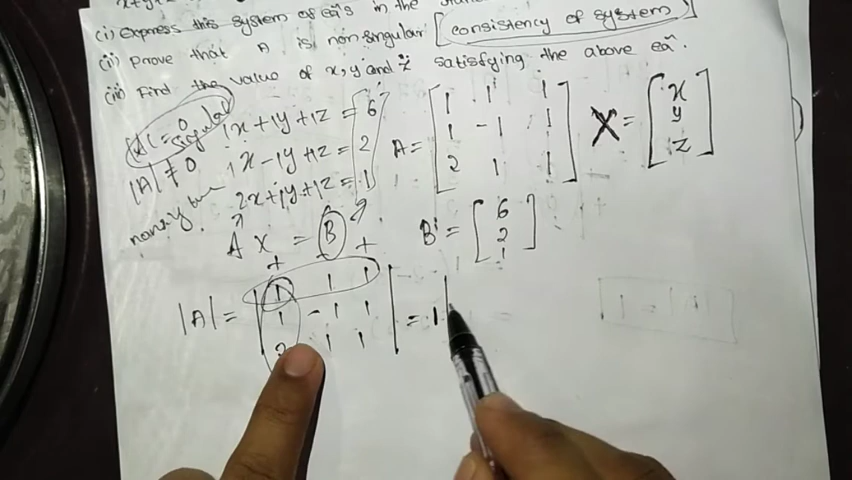 (i) Express this system of eqns in the
(ii) Prove that A is non singular [consistency of system]
(iii) Find the value of x, y and z satisfying the above eqn.
|A| = 0 singular
|A| ≠ 0
1x + 1y + 1z = 6
1x - 1y + 1z = 2
2x + 1y + 1z = 1
A = [1 1 1
1 -1 1
2 1 1]
X = [x
y
z]
A X = B
B = [6
2
1]
+ - +
|A| = |1 1 1
1 -1 1
2 1 1| = 1|